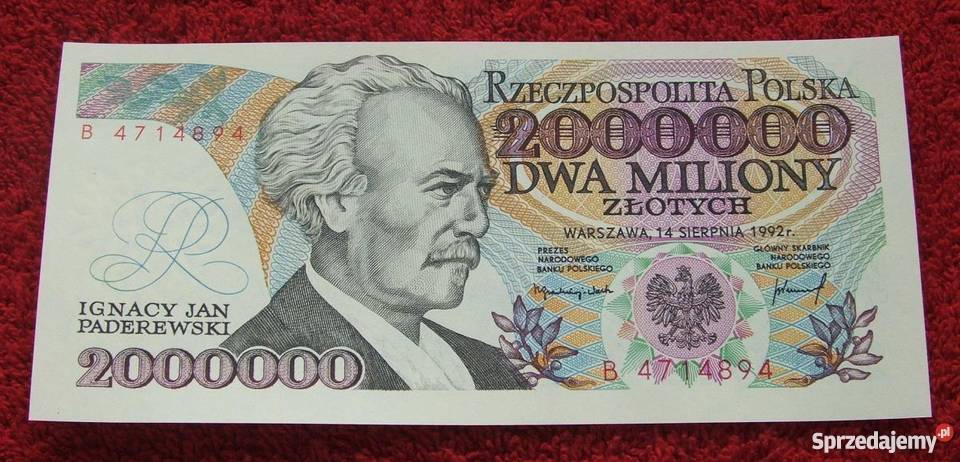 RZECZPOSPOLITA POLSKA
2000000
DWA MILIONY
ZŁOTYCH
WARSZAWA, 14 SIERPNIA 1992 r.
PREZES
NARODOWEGO
BANKU POLSKIEGO
GŁÓWNY SKARBNIK
NARODOWEGO
BANKU POLSKIEGO
B 4714894
IGNACY JAN
PADEREWSKI
2000000
B 4714894
Sprzedajemy.pl